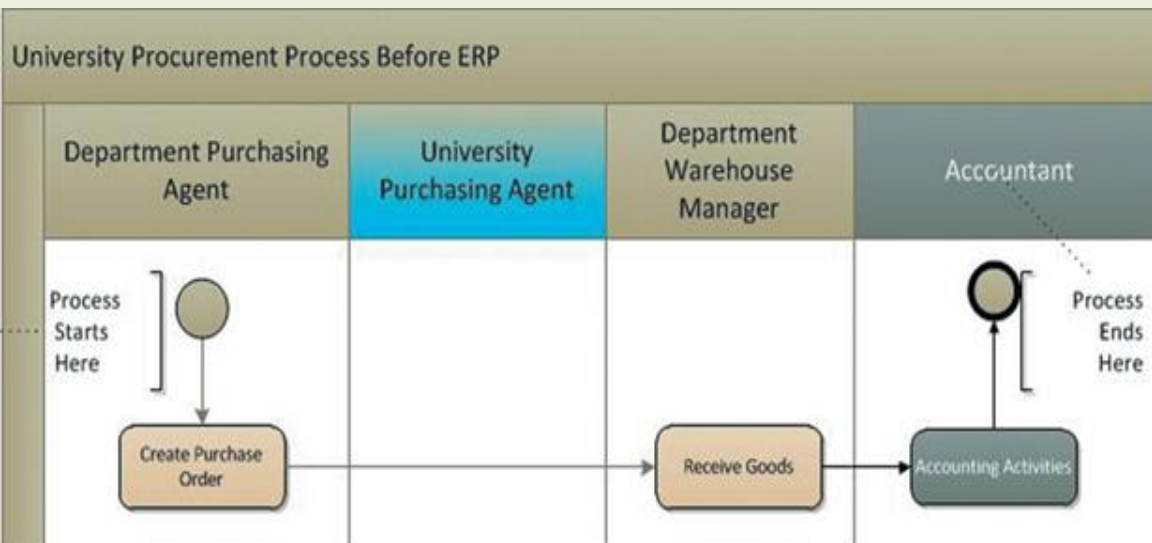 University Procurement Process Before ERP
Department Purchasing
Agent
University
Purchasing Agent
Department
Warehouse
Manager
Accountant
Process
Starts
Here
Process
Ends
Here
Create Purchase
Order
Receive Goods
Accounting Activities